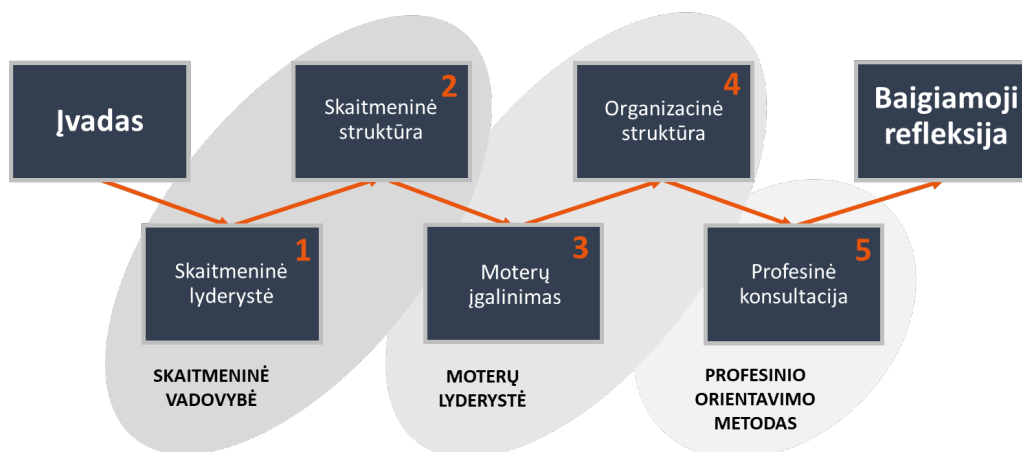 Įvadas
1
Skaitmeninė
lyderystė
2
Skaitmeninė
struktūra
3
Moterų
įgalinimas
4
Organizacinė
struktūra
5
Profesinė
konsultacija
Baigiamoji
refleksija
SKAITMENINĖ
VADOVYBĖ
MOTERŲ
LYDERYSTĖ
PROFESINIO
ORIENTAVIMO
METODAS